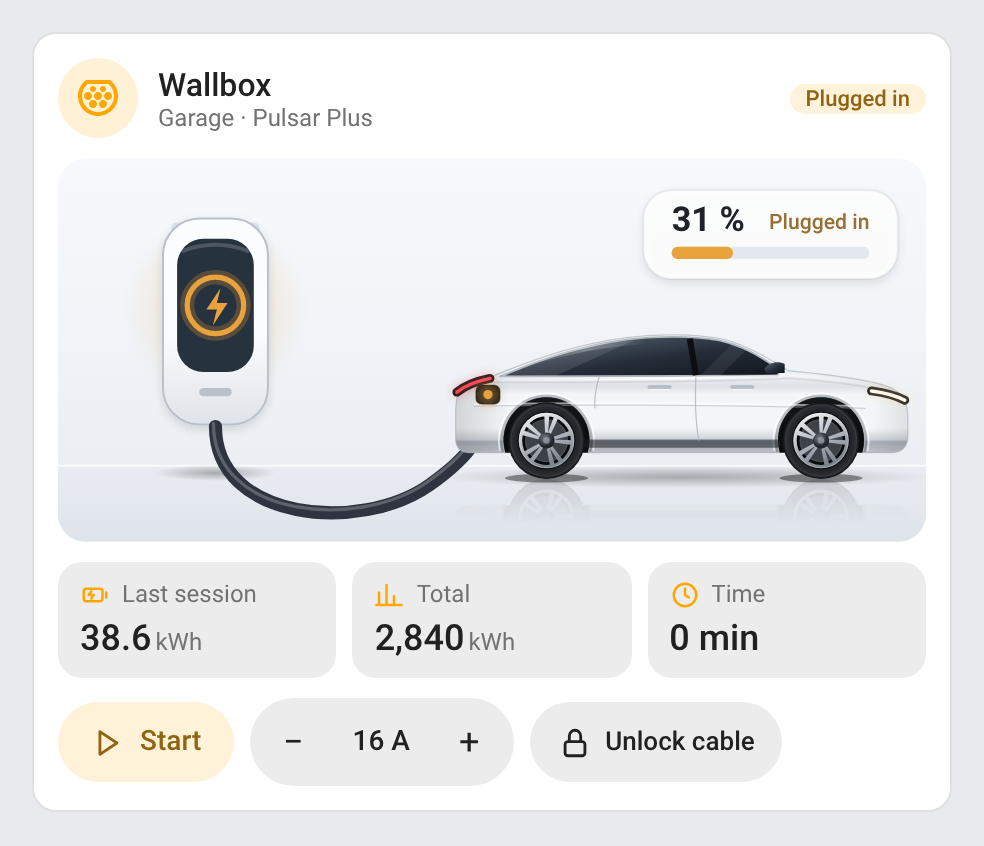 Wallbox
Garage · Pulsar Plus
Plugged in
31 % Plugged in
Last session
38.6 kWh
Total
2,840 kWh
Time
0 min
Start
− 16 A +
Unlock cable